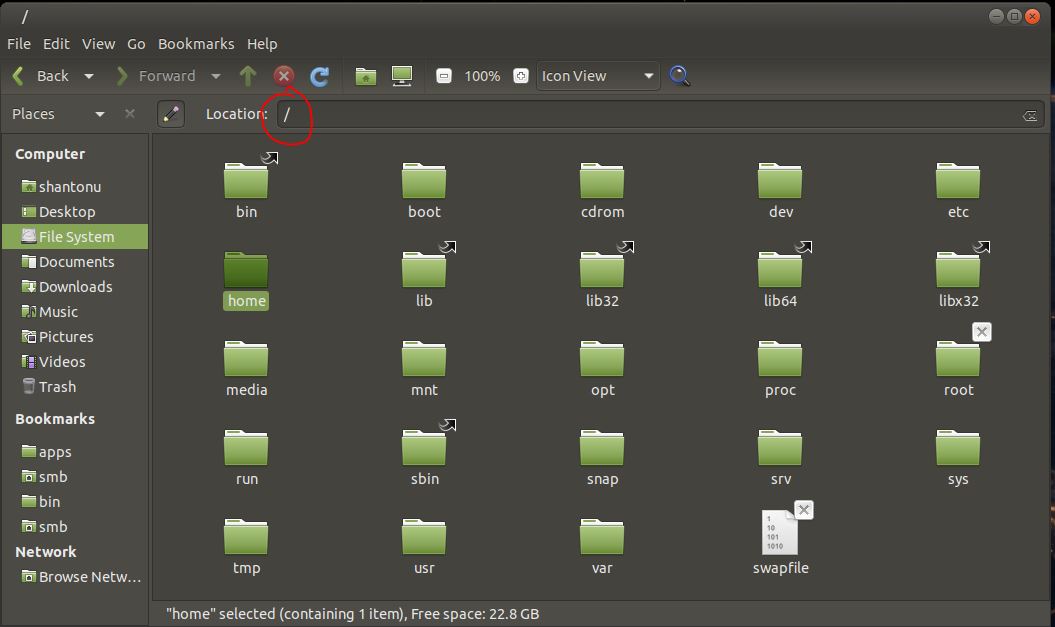 /
File Edit View Go Bookmarks Help
Back Forward 100% Icon View
Places Location: /
Computer
shantonu
Desktop
File System
Documents
Downloads
Music
Pictures
Videos
Trash
Bookmarks
apps
smb
bin
smb
Network
Browse Netw...
bin boot cdrom dev etc
home lib lib32 lib64 libx32
media mnt opt proc root
run sbin snap srv sys
1
10
101
1010
tmp usr var swapfile
"home" selected (containing 1 item), Free space: 22.8 GB